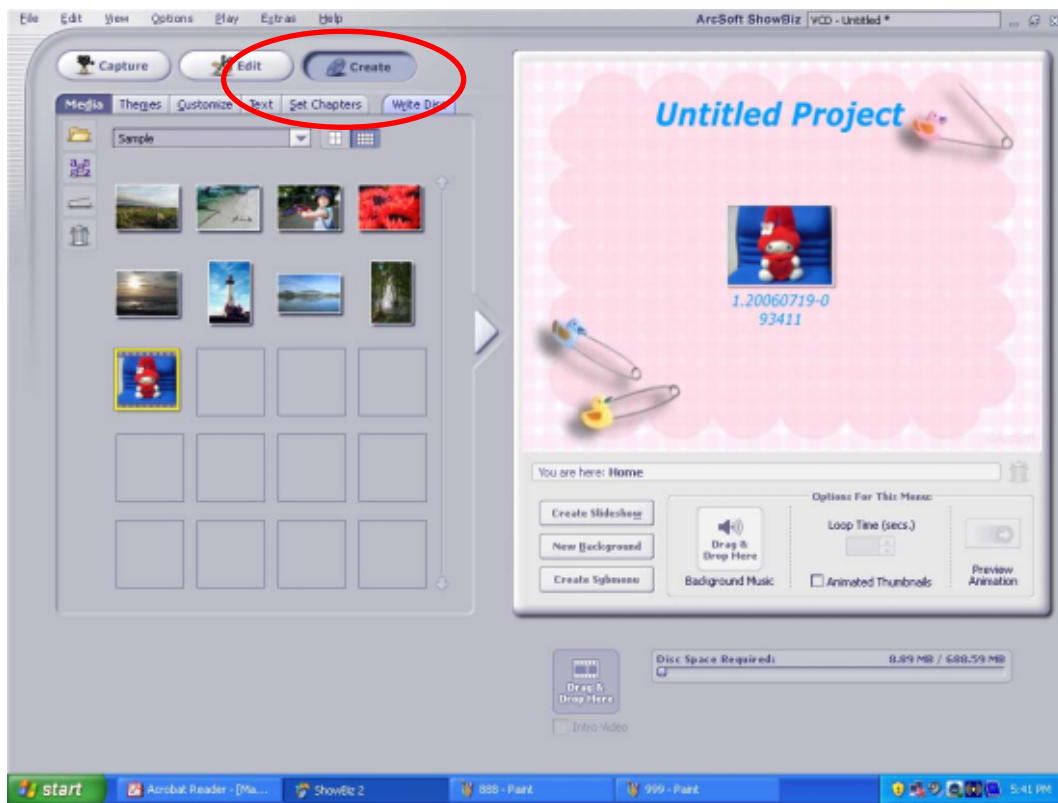 File Edit View Options Play Extras Help ArcSoft ShowBiz VCD - Untitled *
Capture Edit Create
Media Themes Customize Text Set Chapters Write Disc
Sample
Untitled Project
1.20060719-0
93411
You are here: Home
Options For This Menu:
Create Slideshow
New Background
Create Submenu
Drag &
Drop Here
Background Music
Loop Time (secs.)
Animated Thumbnails
Preview
Animation
Drag &
Drop Here
Intro Video
Disc Space Required: 8.89 MB / 688.59 MB
start Acrobat Reader - [Ma... ShowBiz 2 888 - Paint 999 - Paint 5:41 PM